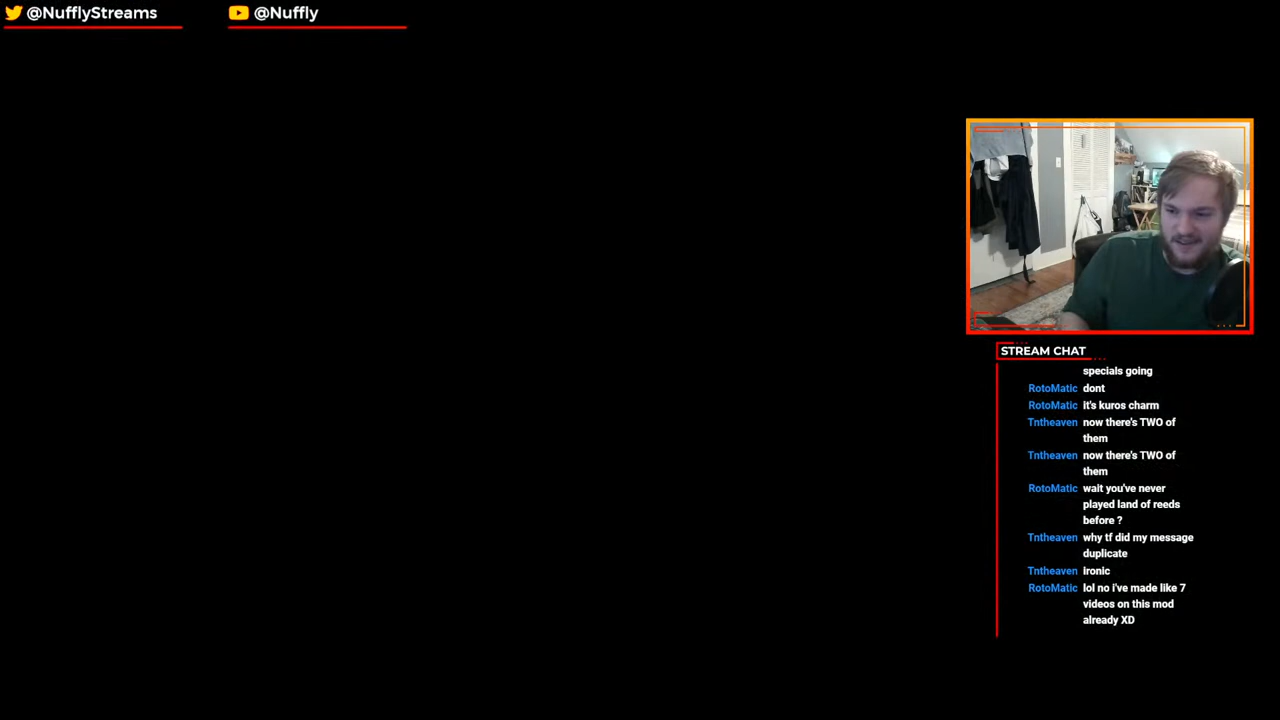 @NufflyStreams
@Nuffly
STREAM CHAT
specials going
RotoMatic dont
RotoMatic it's kuros charm
Tntheaven now there's TWO of
them
Tntheaven now there's TWO of
them
RotoMatic wait you've never
played land of reeds
before ?
Tntheaven why tf did my message
duplicate
Tntheaven ironic
RotoMatic lol no i've made like 7
videos on this mod
already XD